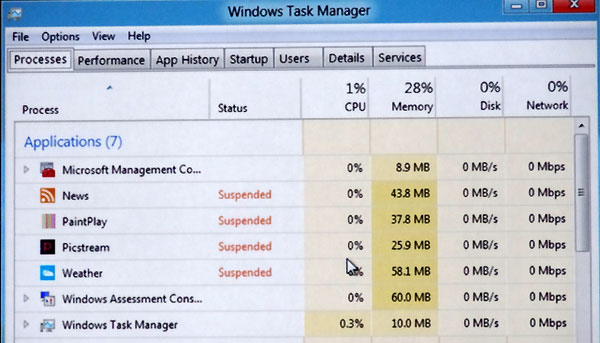 Windows Task Manager
File Options View Help
Processes Performance App History Startup Users Details Services
1% 28% 0% 0%
Process Status CPU Memory Disk Network
Applications (7)
Microsoft Management Co... 0% 8.9 MB 0 MB/s 0 Mbps
News Suspended 0% 43.8 MB 0 MB/s 0 Mbps
PaintPlay Suspended 0% 37.8 MB 0 MB/s 0 Mbps
Picstream Suspended 0% 25.9 MB 0 MB/s 0 Mbps
Weather Suspended 58.1 MB 0 MB/s 0 Mbps
Windows Assessment Cons... 0% 60.0 MB 0 MB/s 0 Mbps
Windows Task Manager 0.3% 10.0 MB 0 MB/s 0 Mbps